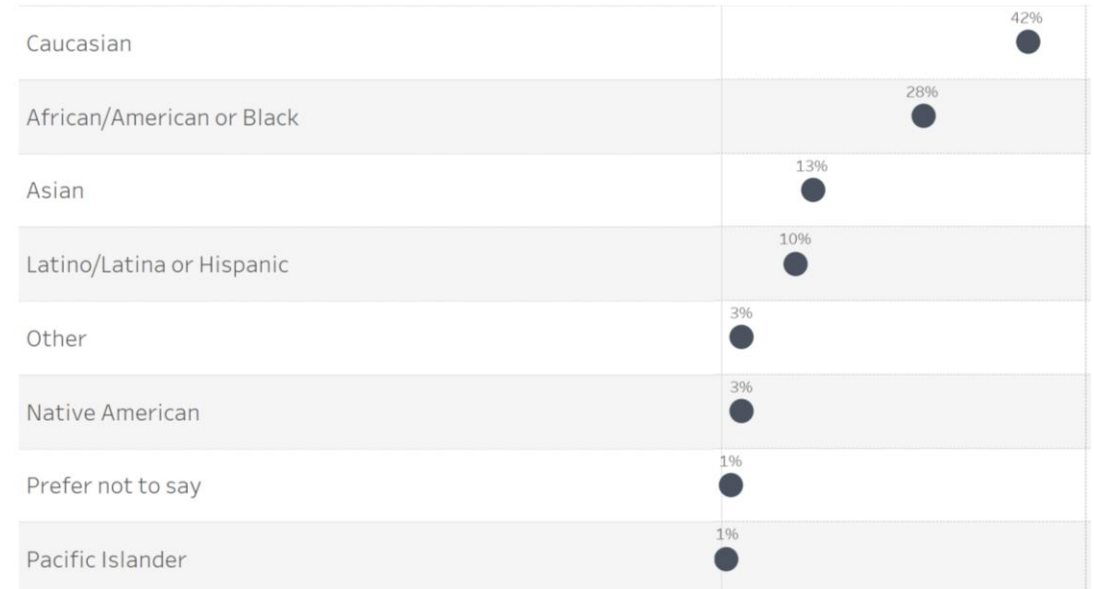 42%
Caucasian
28%
African/American or Black
13%
Asian
10%
Latino/Latina or Hispanic
3%
Other
3%
Native American
1%
Prefer not to say
1%
Pacific Islander